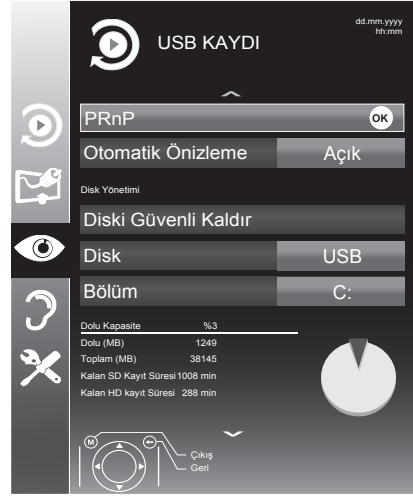 USB KAYDI
dd.mm.yyyy
hh:mm
PRnP OK
Otomatik Önizleme Açık
Disk Yönetimi
Diski Güvenli Kaldır
Disk USB
Bölüm C:
Dolu Kapasite %3
Dolu (MB) 1249
Toplam (MB) 38145
Kalan SD Kayıt Süresi 1008 min
Kalan HD kayıt Süresi 288 min
M
Çıkış
Geri